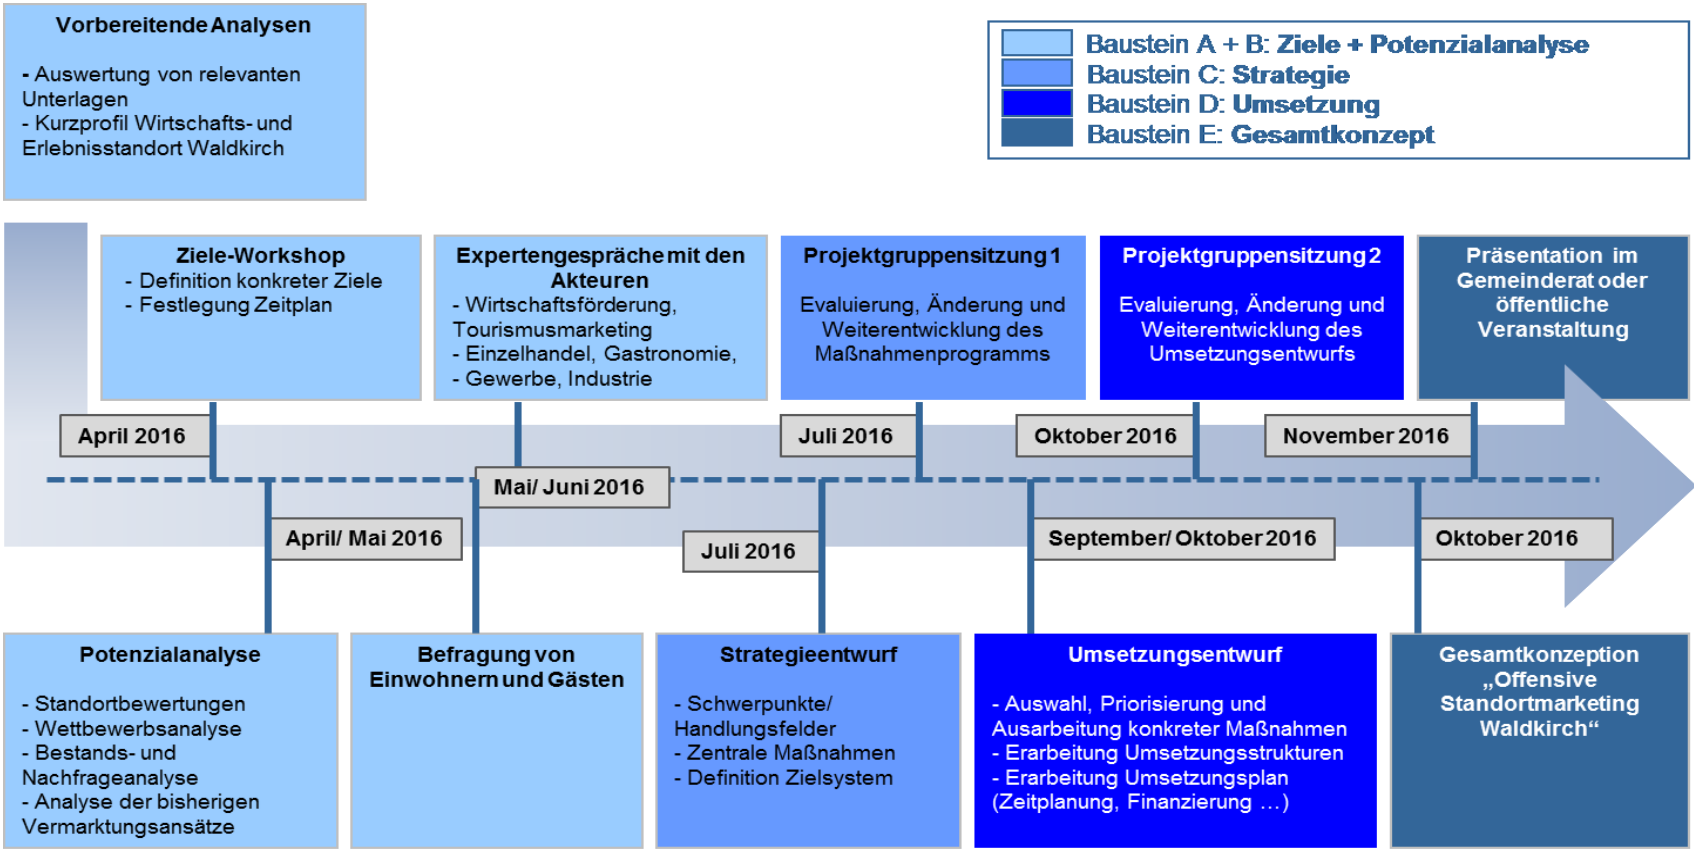 Vorbereitende Analysen
- Auswertung von relevanten
Unterlagen
- Kurzprofil Wirtschafts- und
Erlebnisstandort Waldkirch
Baustein A + B: Ziele + Potenzialanalyse
Baustein C: Strategie
Baustein D: Umsetzung
Baustein E: Gesamtkonzept
Ziele-Workshop
- Definition konkreter Ziele
- Festlegung Zeitplan
Expertengespräche mit den
Akteuren
- Wirtschaftsförderung,
Tourismusmarketing
- Einzelhandel, Gastronomie,
- Gewerbe, Industrie
Projektgruppensitzung 1
Evaluierung, Änderung und
Weiterentwicklung des
Maßnahmenprogramms
Projektgruppensitzung 2
Evaluierung, Änderung und
Weiterentwicklung des
Umsetzungsentwurfs
Präsentation im
Gemeinderat oder
öffentliche
Veranstaltung
April 2016
Mai/ Juni 2016
Juli 2016
Oktober 2016
November 2016
April/ Mai 2016
Juli 2016
September/ Oktober 2016
Oktober 2016
Potenzialanalyse
- Standortbewertungen
- Wettbewerbsanalyse
- Bestands- und
Nachfrageanalyse
- Analyse der bisherigen
Vermarktungsansätze
Befragung von
Einwohnern und Gästen
Strategieentwurf
- Schwerpunkte/
Handlungsfelder
- Zentrale Maßnahmen
- Definition Zielsystem
Umsetzungsentwurf
- Auswahl, Priorisierung und
Ausarbeitung konkreter Maßnahmen
- Erarbeitung Umsetzungsstrukturen
- Erarbeitung Umsetzungsplan
(Zeitplanung, Finanzierung …)
Gesamtkonzeption
„Offensive
Standortmarketing
Waldkirch“